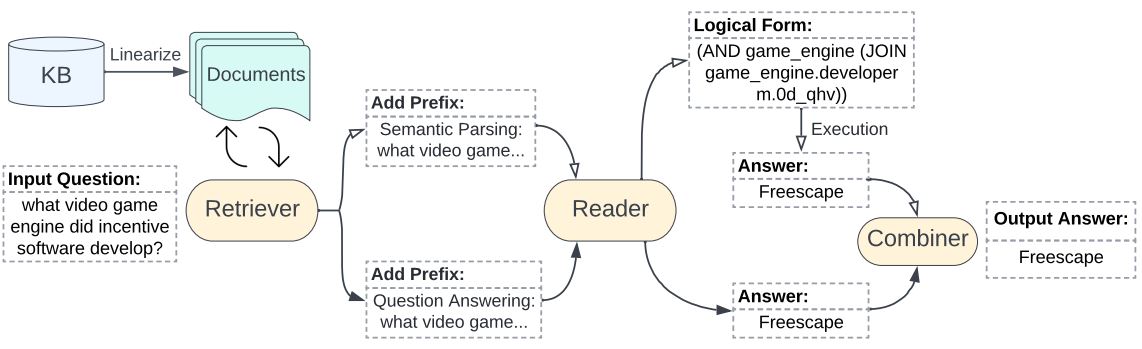 KB
Linearize
Documents
Input Question:
what video game
engine did incentive
software develop?
Retriever
Add Prefix:
Semantic Parsing:
what video game...
Add Prefix:
Question Answering:
what video game...
Reader
Logical Form:
(AND game_engine (JOIN
game_engine.developer
m.0d_qhv))
Execution
Answer:
Freescape
Answer:
Freescape
Combiner
Output Answer:
Freescape